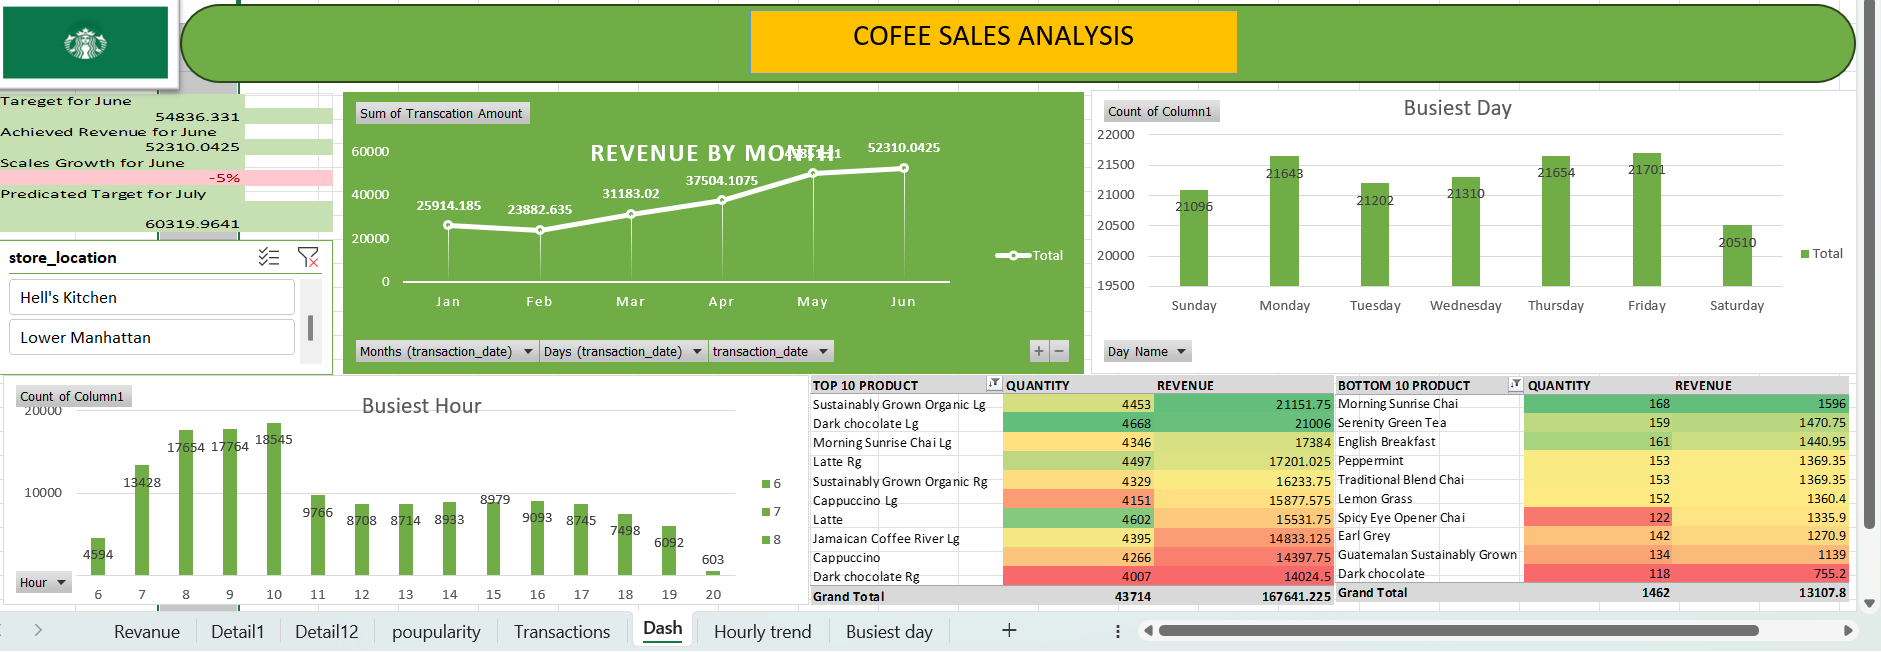 COFEE SALES ANALYSIS
Tareget for June
54836.331
Achieved Revenue for June
52310.0425
Scales Growth for June
-5%
Predicated Target for July
60319.9641
store_location
Hell's Kitchen
Lower Manhattan
Sum of Transcation Amount
REVENUE BY MONTH
60000
40000
20000
0
25914.185
23882.635
31183.02
37504.1075
52310.0425
Total
Jan Feb Mar Apr May Jun
Months (transaction_date) Days (transaction_date) transaction_date
+ −
Count of Column1
Busiest Day
22000
21500
21000
20500
20000
19500
21096 21643 21202 21310 21654 21701 20510
Total
Sunday Monday Tuesday Wednesday Thursday Friday Saturday
Day Name
Count of Column1
Busiest Hour
20000
10000
4594 13428 17654 17764 18545 9766 8708 8714 8933 8979 9093 8745 7498 6092 603
6
7
8
6 7 8 9 10 11 12 13 14 15 16 17 18 19 20
Hour
TOP 10 PRODUCT QUANTITY REVENUE
Sustainably Grown Organic Lg 4453 21151.75
Dark chocolate Lg 4668 21006
Morning Sunrise Chai Lg 4346 17384
Latte Rg 4497 17201.025
Sustainably Grown Organic Rg 4329 16233.75
Cappuccino Lg 4151 15877.575
Latte 4602 15531.75
Jamaican Coffee River Lg 4395 14833.125
Cappuccino 4266 14397.75
Dark chocolate Rg 4007 14024.5
Grand Total 43714 167641.225
BOTTOM 10 PRODUCT QUANTITY REVENUE
Morning Sunrise Chai 168 1596
Serenity Green Tea 159 1470.75
English Breakfast 161 1440.95
Peppermint 153 1369.35
Traditional Blend Chai 153 1369.35
Lemon Grass 152 1360.4
Spicy Eye Opener Chai 122 1335.9
Earl Grey 142 1270.9
Guatemalan Sustainably Grown 134 1139
Dark chocolate 118 755.2
Grand Total 1462 13107.8
Revanue Detail1 Detail12 poupularity Transactions Dash Hourly trend Busiest day +